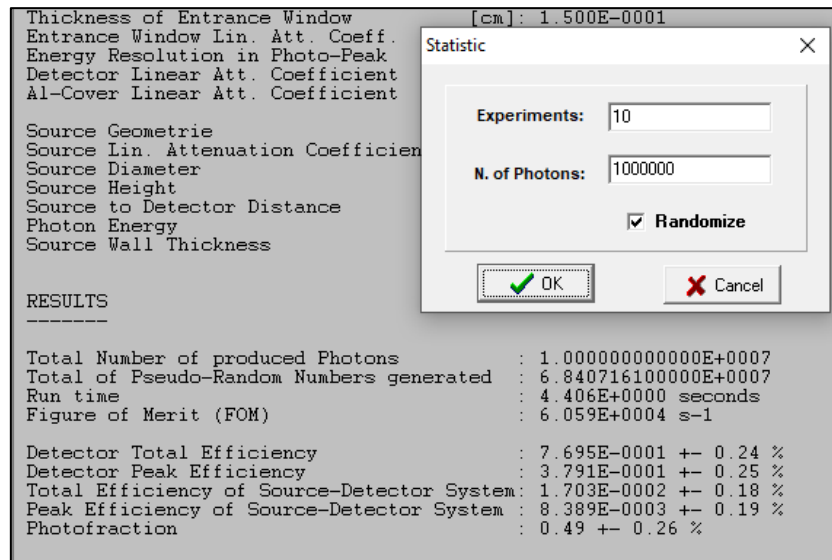 Thickness of Entrance Window [cm]: 1.500E-0001
Entrance Window Lin. Att. Coeff.
Energy Resolution in Photo-Peak
Detector Linear Att. Coefficient
Al-Cover Linear Att. Coefficient
Source Geometrie
Source Lin. Attenuation Coefficien
Source Diameter
Source Height
Source to Detector Distance
Photon Energy
Source Wall Thickness
Statistic
Experiments: 10
N. of Photons: 1000000
Randomize
OK Cancel
RESULTS
-------
Total Number of produced Photons : 1.000000000000E+0007
Total of Pseudo-Random Numbers generated : 6.840716100000E+0007
Run time : 4.406E+0000 seconds
Figure of Merit (FOM) : 6.059E+0004 s-1
Detector Total Efficiency : 7.695E-0001 +- 0.24 %
Detector Peak Efficiency : 3.791E-0001 +- 0.25 %
Total Efficiency of Source-Detector System: 1.703E-0002 +- 0.18 %
Peak Efficiency of Source-Detector System : 8.389E-0003 +- 0.19 %
Photofraction : 0.49 +- 0.26 %